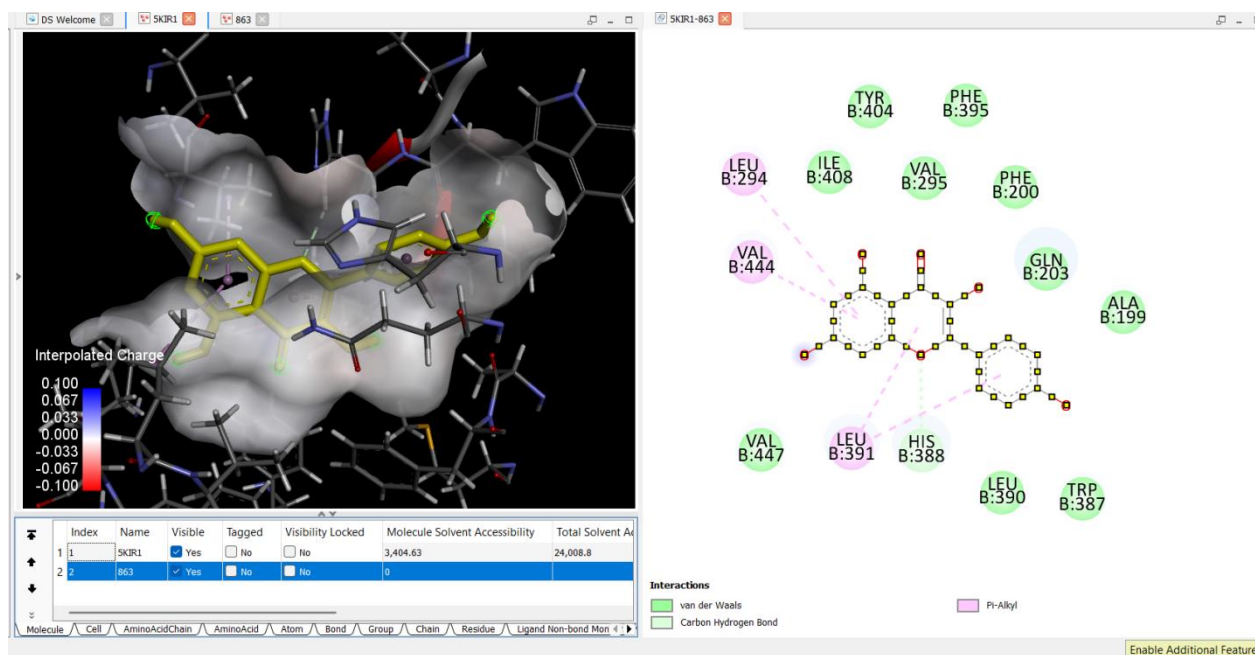 DS Welcome 5KIR1 863
Interpolated Charge
0.100
0.067
0.033
0.000
-0.033
-0.067
-0.100
Index Name Visible Tagged Visibility Locked Molecule Solvent Accessibility Total Solvent Ac
1 1 5KIR1 Yes No No 3,404.63 24,008.8
2 2 863 Yes No No 0
Molecule Cell AminoAcidChain AminoAcid Atom Bond Group Chain Residue Ligand Non-bond Mon
5KIR1-863
TYR
B:404
PHE
B:395
LEU
B:294
ILE
B:408
VAL
B:295
PHE
B:200
VAL
B:444
GLN
B:203
ALA
B:199
VAL
B:447
LEU
B:391
HIS
B:388
LEU
B:390
TRP
B:387
Interactions
van der Waals
Carbon Hydrogen Bond
Pi-Alkyl
Enable Additional Feature